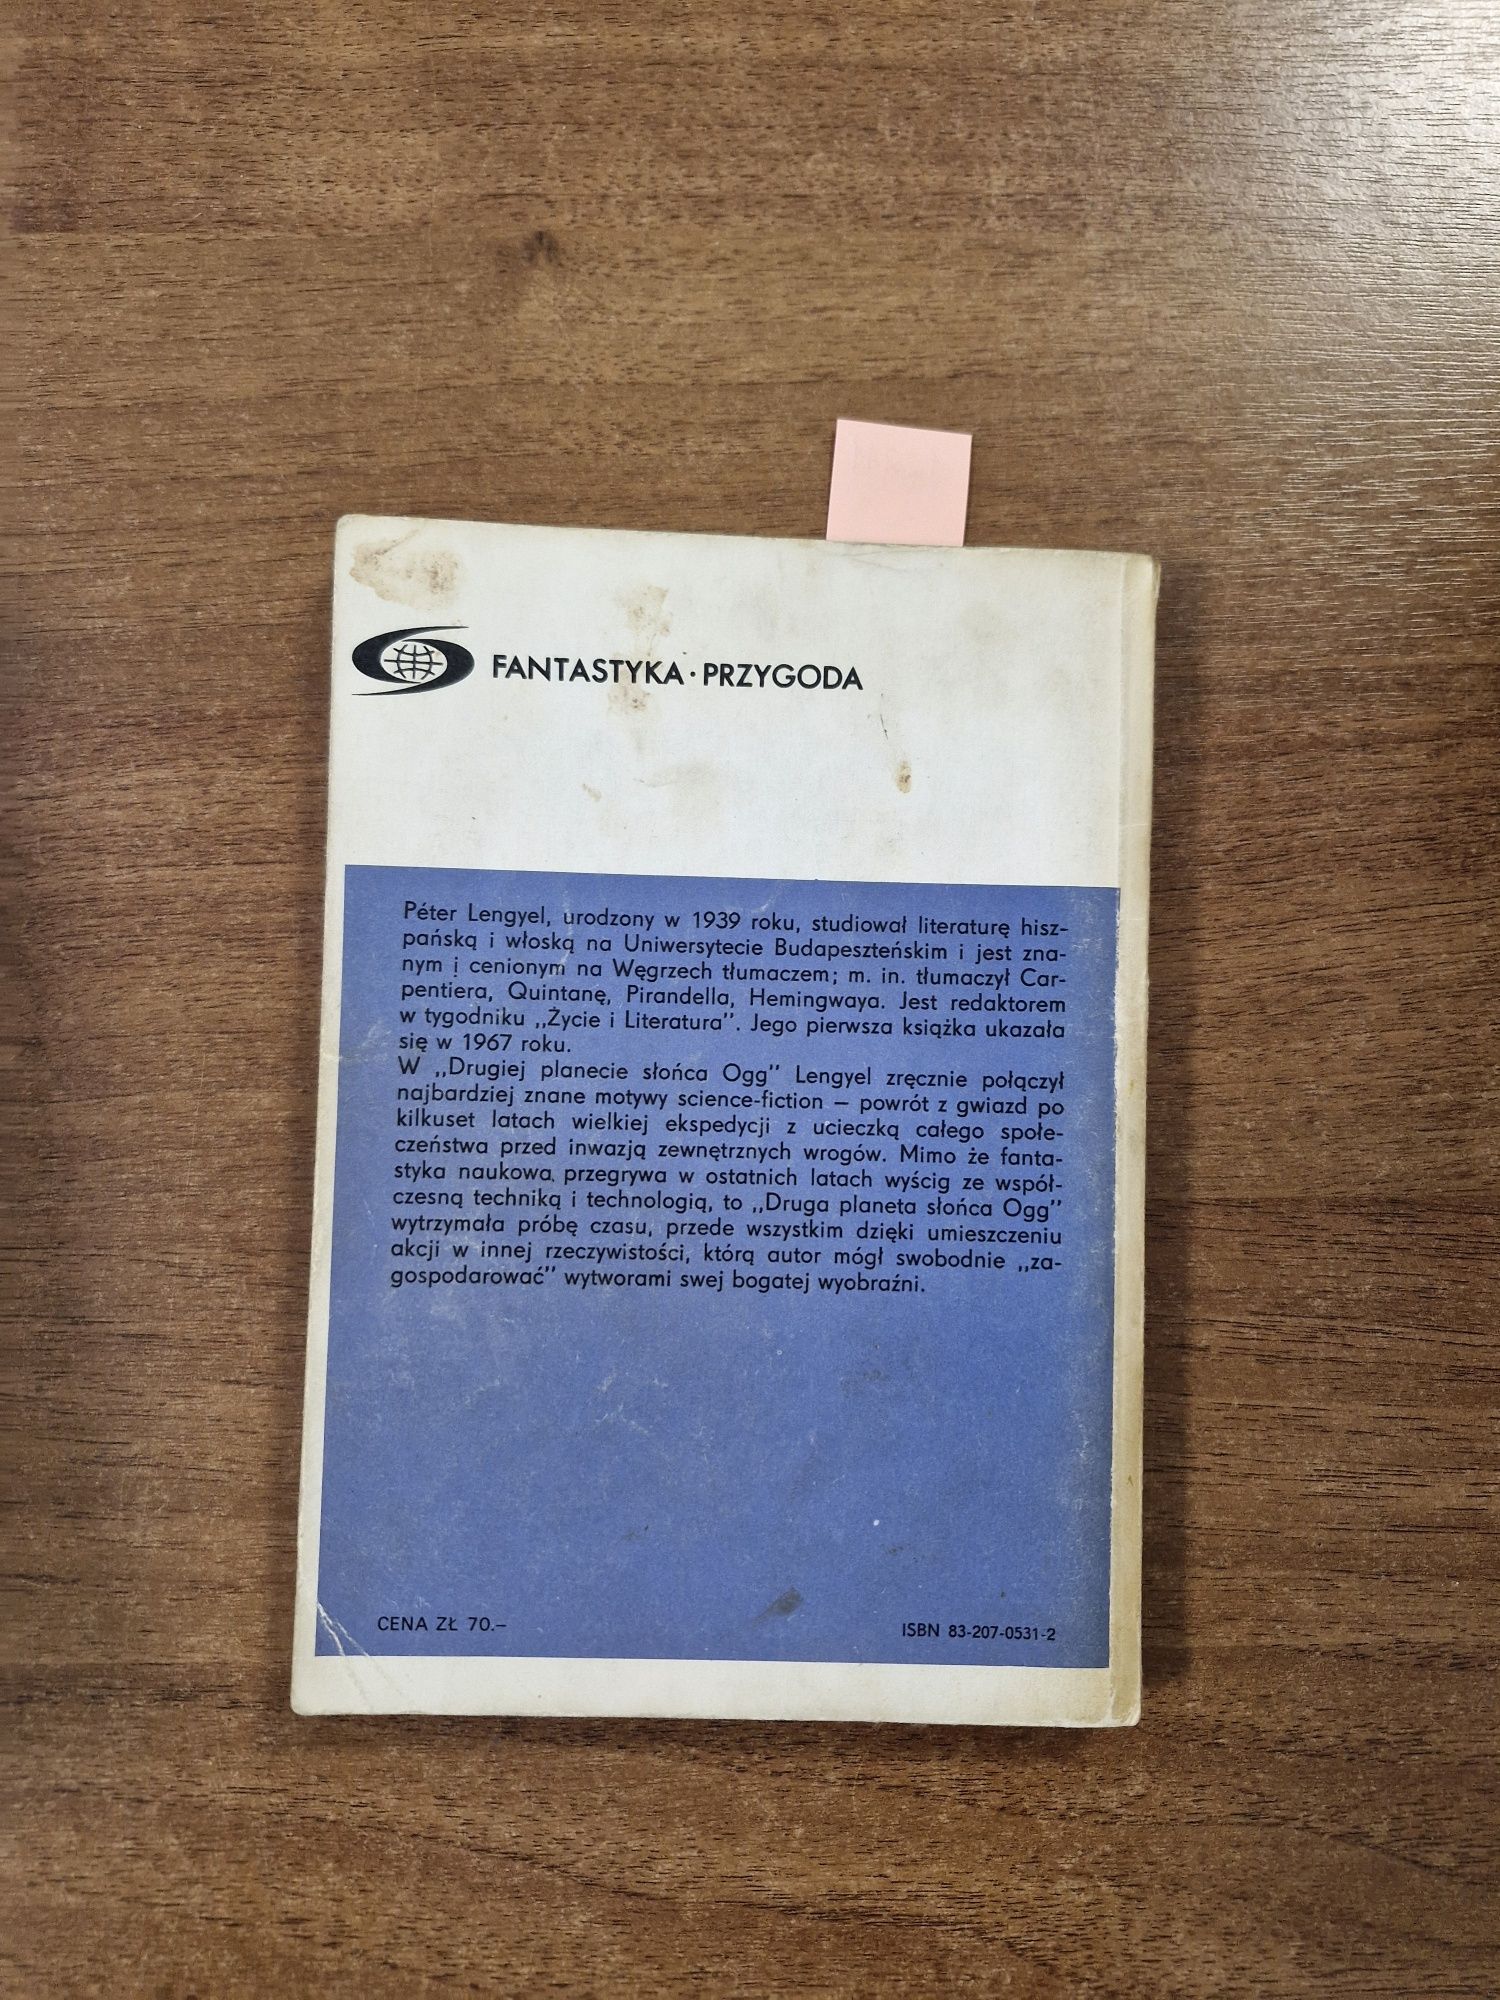 FANTASTYKA · PRZYGODA
Péter Lengyel, urodzony w 1939 roku, studiował literaturę hisz-
pańską i włoską na Uniwersytecie Budapeszteńskim i jest zna-
nym i cenionym na Węgrzech tłumaczem; m. in. tłumaczył Car-
pentiera, Quintanę, Pirandella, Hemingwaya. Jest redaktorem
w tygodniku „Życie i Literatura". Jego pierwsza książka ukazała
się w 1967 roku.
W „Drugiej planecie słońca Ogg" Lengyel zręcznie połączył
najbardziej znane motywy science-fiction — powrót z gwiazd po
kilkuset latach wielkiej ekspedycji z ucieczką całego społe-
czeństwa przed inwazją zewnętrznych wrogów. Mimo że fanta-
styka naukowa przegrywa w ostatnich latach wyścig ze współ-
czesną techniką i technologią, to „Druga planeta słońca Ogg"
wytrzymała próbę czasu, przede wszystkim dzięki umieszczeniu
akcji w innej rzeczywistości, którą autor mógł swobodnie „za-
gospodarować" wytworami swej bogatej wyobraźni.
CENA ZŁ 70.—
ISBN 83-207-0531-2